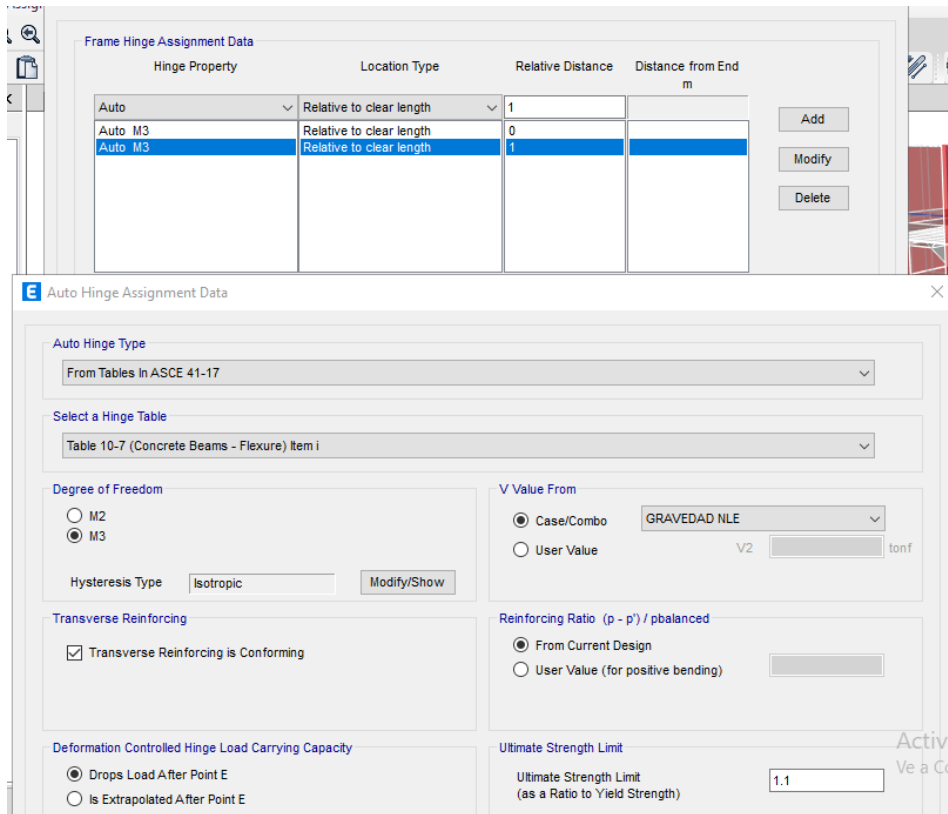 Frame Hinge Assignment Data
Hinge Property Location Type Relative Distance Distance from End
m
Auto Relative to clear length 1
Add
Auto M3 Relative to clear length 0
Auto M3 Relative to clear length 1
Modify
Delete
E Auto Hinge Assignment Data
Auto Hinge Type
From Tables In ASCE 41-17
Select a Hinge Table
Table 10-7 (Concrete Beams - Flexure) Item i
Degree of Freedom V Value From
M2 Case/Combo GRAVEDAD NLE
M3
User Value V2 tonf
Hysteresis Type Isotropic Modify/Show
Transverse Reinforcing Reinforcing Ratio (p - p') / pbalanced
Transverse Reinforcing is Conforming From Current Design
User Value (for positive bending)
Deformation Controlled Hinge Load Carrying Capacity Ultimate Strength Limit
Drops Load After Point E Ultimate Strength Limit 1.1
Is Extrapolated After Point E (as a Ratio to Yield Strength)
Activ
Ve a Co